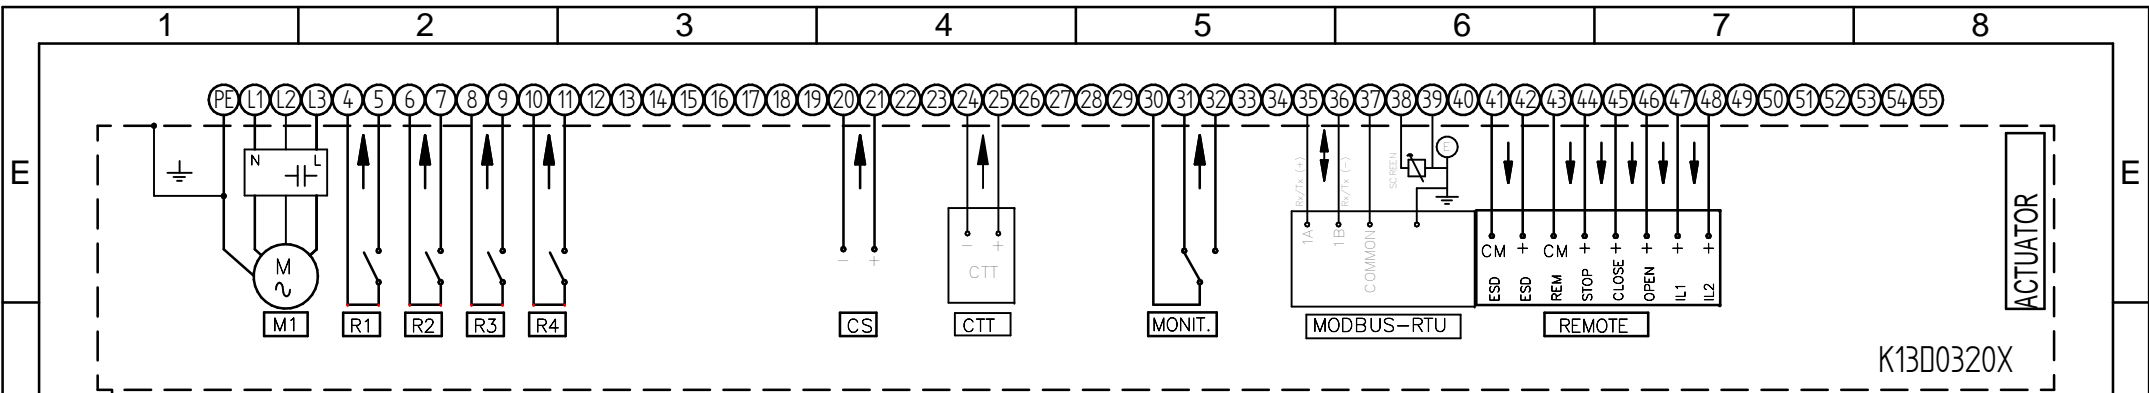 1 2 3 4 5 6 7 8
PE L1 L2 L3 4 5 6 7 8 9 10 11 12 13 14 15 16 17 18 19 20 21 22 23 24 25 26 27 28 29 30 31 32 33 34 35 36 37 38 39 40 41 42 43 44 45 46 47 48 49 50 51 52 53 54 55
E E
N L
M
M1
R1
R2
R3
R4
- +
CS
- +
CTT
CTT
MONIT.
Rx/Tx (+)
Rx/Tx (-)
SCREEN
E
1A
1B
COMMON
MODBUS-RTU
CM + CM + + + + +
ESD
ESD
REM
STOP
CLOSE
OPEN
IL1
IL2
REMOTE
ACTUATOR
K13D0320X